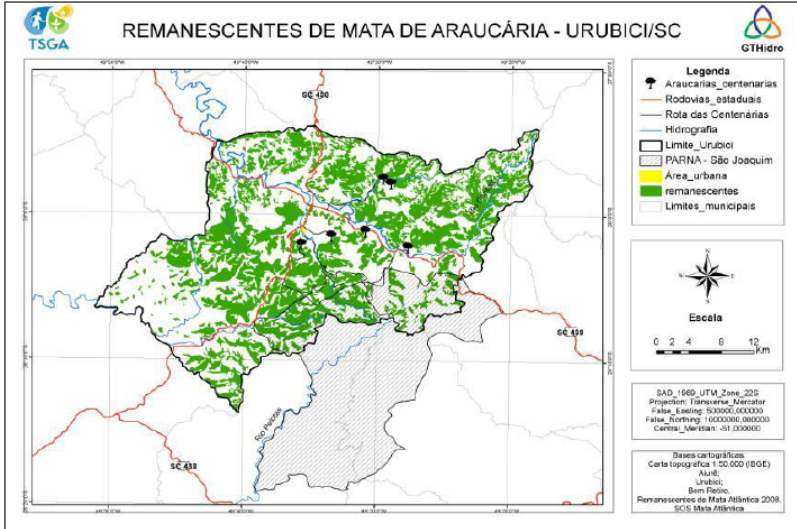 TSGA
REMANESCENTES DE MATA DE ARAUCÁRIA - URUBICI/SC
GTHidro
SC 438
SC 438
Rio Pelotas
Legenda
Araucarias_centenarias
Rodovias_estaduais
Rota das Centenárias
Hidrografia
Limite_Urubici
PARNA - São Joaquim
Área_urbana
remanescentes
Limites_municipais
N
W
E
S
Escala
0 2 4 8 12
Km
SAD_1969_UTM_Zone_22S
Projection: Transverse_Mercator
False_Easting: 500000,000000
False_Northing: 10000000,000000
Central_Meridian: -51,000000
Bases cartográficas
Carta topográfica 1:50.000 (IBGE)
Urubici;
Bom Retiro.
Remanescentes de Mata Atlântica 2008.
SOS Mata Atlântica